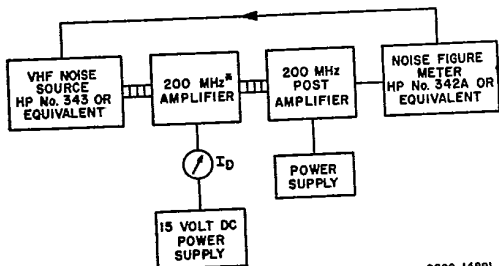 VHF NOISE
SOURCE
HP No. 343 OR
EQUIVALENT
200 MHz*
AMPLIFIER
200 MHz
POST
AMPLIFIER
NOISE FIGURE
METER
HP No. 342A OR
EQUIVALENT
ID
POWER
SUPPLY
15 VOLT DC
POWER
SUPPLY